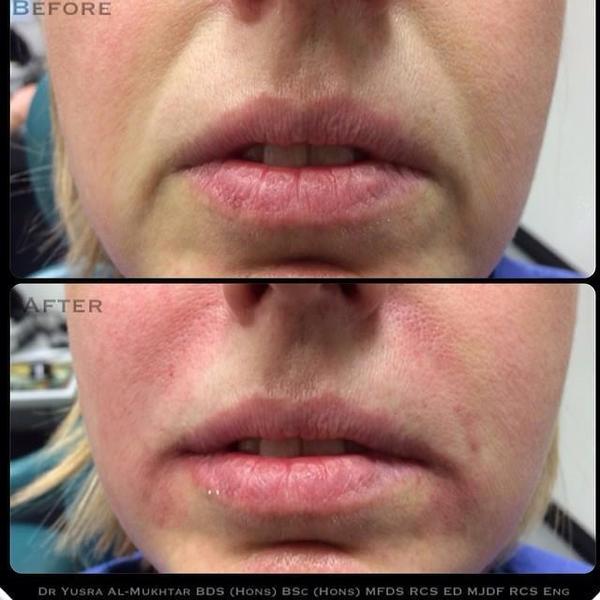 BEFORE
AFTER
DR YUSRA AL-MUKHTAR BDS (HONS) BSC (HONS) MFDS RCS ED MJDF RCS ENG